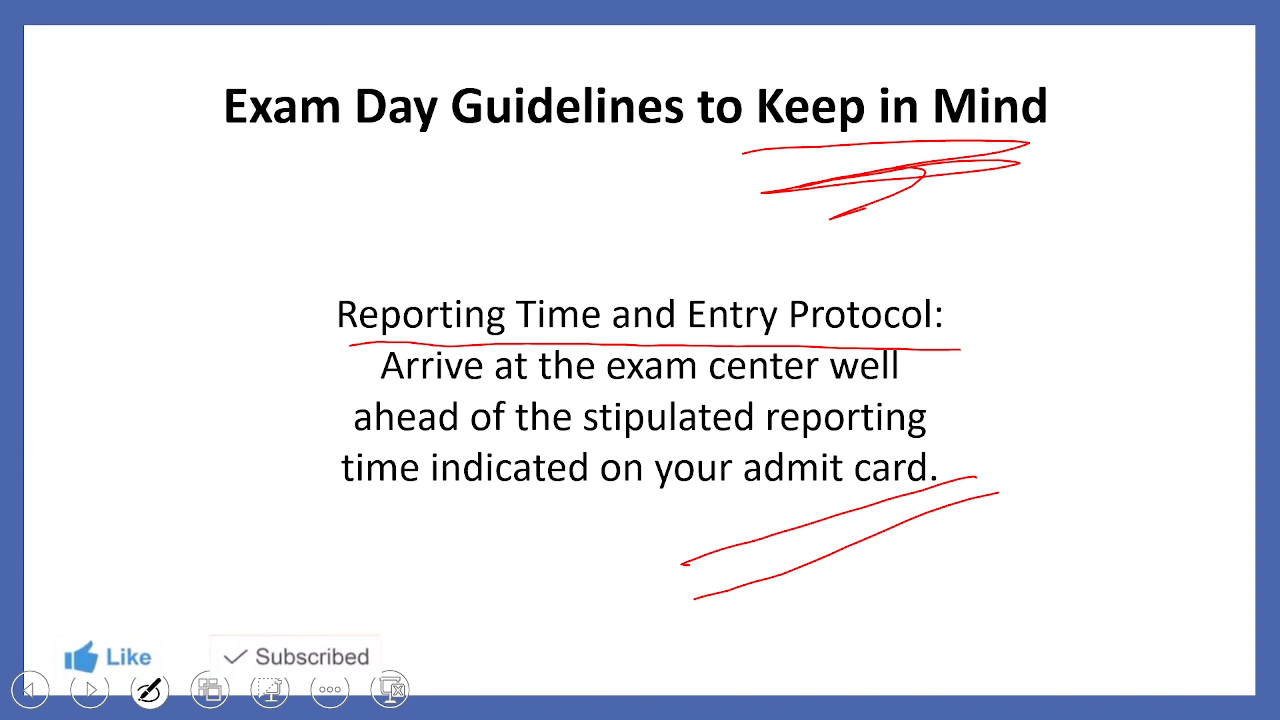 Exam Day Guidelines to Keep in Mind
Reporting Time and Entry Protocol:
Arrive at the exam center well
ahead of the stipulated reporting
time indicated on your admit card.
Like
Subscribed